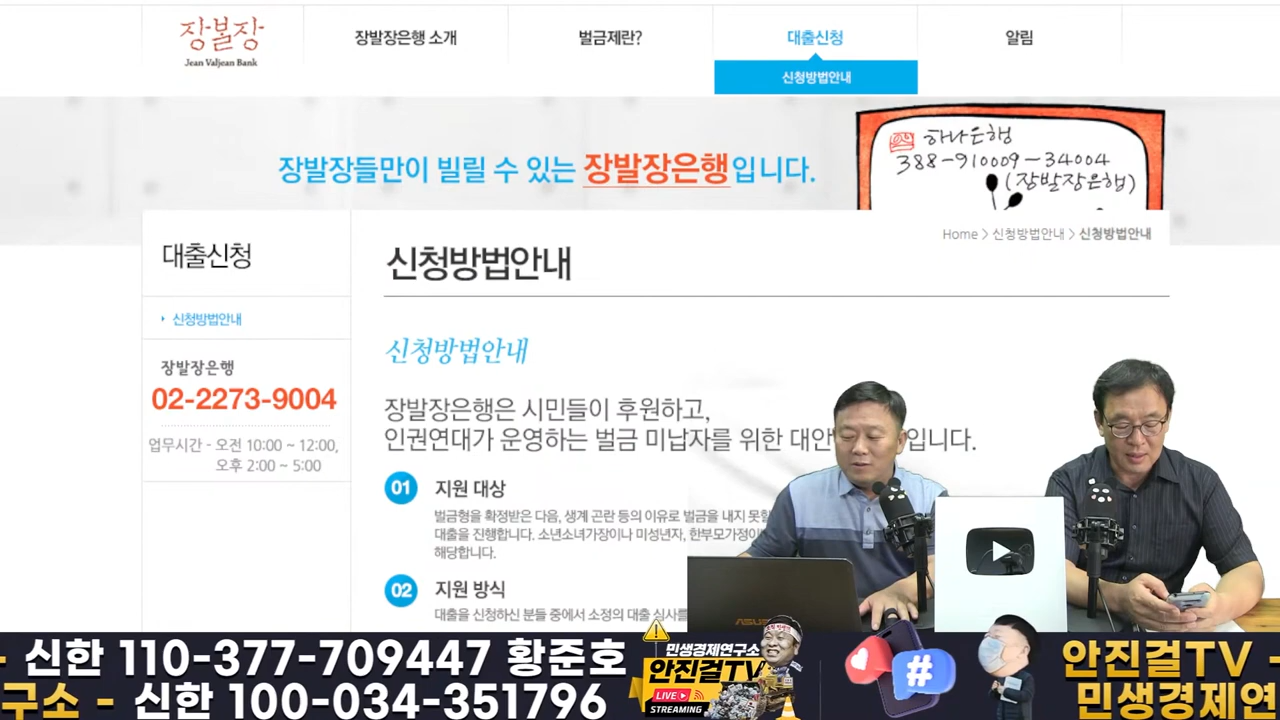 장발장
Jean Valjean Bank
장발장은행 소개
벌금제란?
대출신청
알림
신청방법안내
장발장들만이 빌릴 수 있는 장발장은행입니다.
하나은행
388-910009-34004
(장발장은행)
Home > 신청방법안내 > 신청방법안내
대출신청
신청방법안내
장발장은행
02-2273-9004
업무시간 - 오전 10:00 ~ 12:00,
오후 2:00 ~ 5:00
신청방법안내
신청방법안내
장발장은행은 시민들이 후원하고,
인권연대가 운영하는 벌금 미납자를 위한 대안 입니다.
01 지원 대상
벌금형을 확정받은 다음, 생계 곤란 등의 이유로 벌금을 내지 못할
대출을 진행합니다. 소년소녀가장이나 미성년자, 한부모가정이
해당합니다.
02 지원 방식
대출을 신청하신 분들 중에서 소정의 대출 심사를
ASUS
- 신한 110-377-709447 황준호
구소 - 신한 100-034-351796
민생경제연구소
안진걸TV
LIVE
STREAMING
#
안진걸TV -
민생경제연